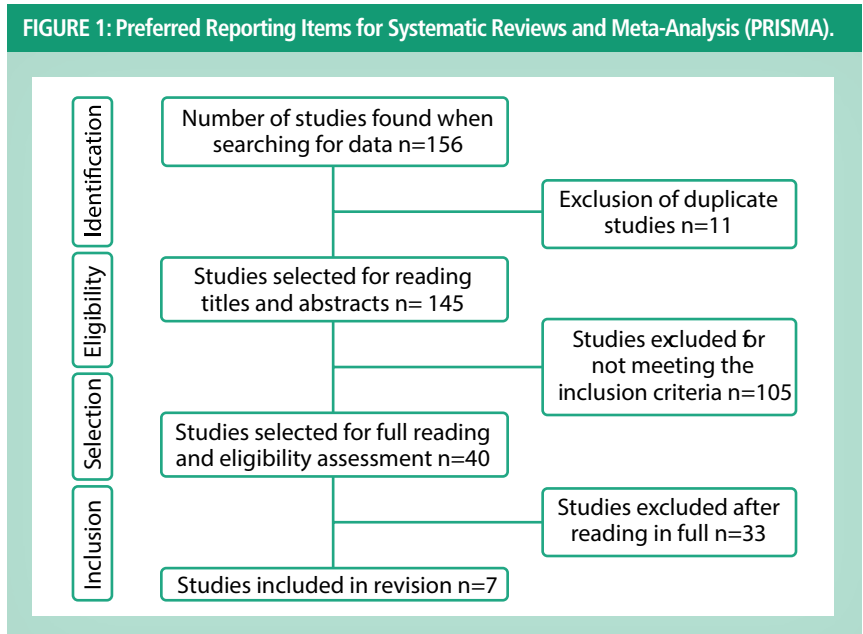 FIGURE 1: Preferred Reporting Items for Systematic Reviews and Meta-Analysis (PRISMA).
Identification
Number of studies found when
searching for data n=156
Exclusion of duplicate
studies n=11
Eligibility
Studies selected for reading
titles and abstracts n= 145
Studies excluded for
not meeting the
inclusion criteria n=105
Selection
Studies selected for full reading
and eligibility assessment n=40
Inclusion
Studies excluded after
reading in full n=33
Studies included in revision n=7